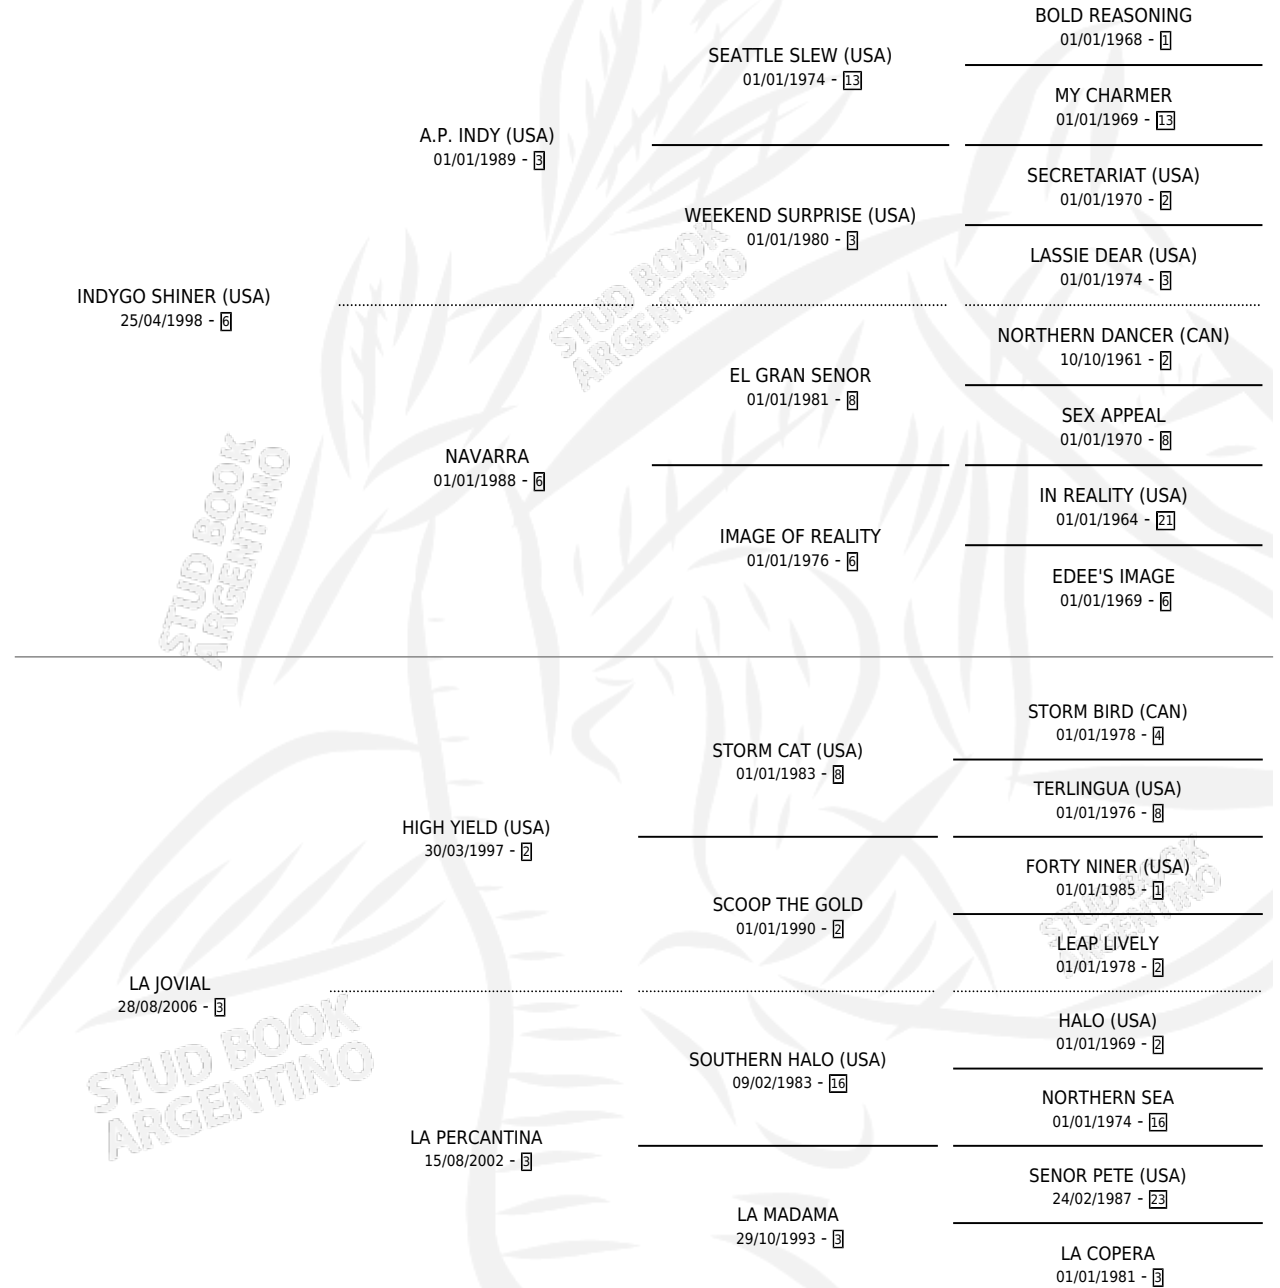 BOLD REASONING
01/01/1968 - 1
SEATTLE SLEW (USA)
01/01/1974 - 13
MY CHARMER
01/01/1969 - 13
A.P. INDY (USA)
01/01/1989 - 3
SECRETARIAT (USA)
01/01/1970 - 2
WEEKEND SURPRISE (USA)
01/01/1980 - 3
LASSIE DEAR (USA)
01/01/1974 - 3
INDYGO SHINER (USA)
25/04/1998 - 6
NORTHERN DANCER (CAN)
10/10/1961 - 2
EL GRAN SENOR
01/01/1981 - 8
SEX APPEAL
01/01/1970 - 8
NAVARRA
01/01/1988 - 6
IN REALITY (USA)
01/01/1964 - 21
IMAGE OF REALITY
01/01/1976 - 6
EDEE'S IMAGE
01/01/1969 - 6
STORM BIRD (CAN)
01/01/1978 - 4
STORM CAT (USA)
01/01/1983 - 8
TERLINGUA (USA)
01/01/1976 - 8
HIGH YIELD (USA)
30/03/1997 - 2
FORTY NINER (USA)
01/01/1985 - 1
SCOOP THE GOLD
01/01/1990 - 2
LEAP LIVELY
01/01/1978 - 2
LA JOVIAL
28/08/2006 - 3
HALO (USA)
01/01/1969 - 2
SOUTHERN HALO (USA)
09/02/1983 - 16
NORTHERN SEA
01/01/1974 - 16
LA PERCANTINA
15/08/2002 - 3
SENOR PETE (USA)
24/02/1987 - 23
LA MADAMA
29/10/1993 - 3
LA COPERA
01/01/1981 - 3
STUD BOOK
ARGENTINO
STUD BOOK
ARGENTINO
STUD BOOK
ARGENTINO
STUD BOOK
ARGENTINO